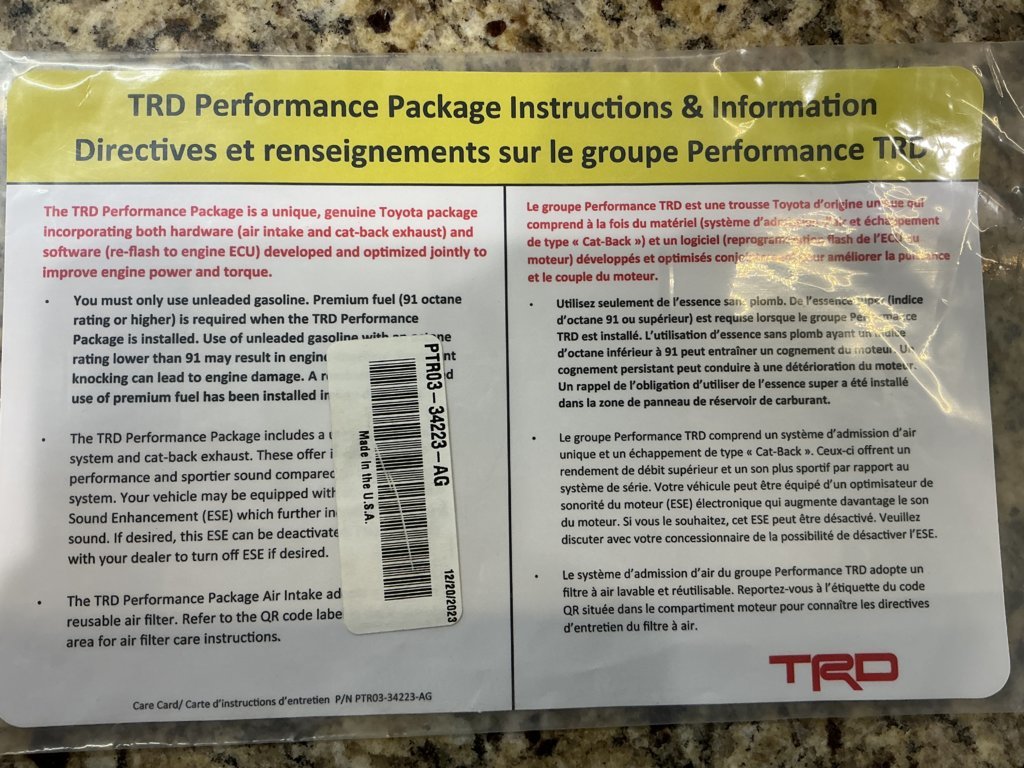 TRD Performance Package Instructions & Information
Directives et renseignements sur le groupe Performance TRD
The TRD Performance Package is a unique, genuine Toyota package
incorporating both hardware (air intake and cat-back exhaust) and
software (re-flash to engine ECU) developed and optimized jointly to
improve engine power and torque.
· You must only use unleaded gasoline. Premium fuel (91 octane
rating or higher) is required when the TRD Performance
Package is installed. Use of unleaded gasoline with an octane
rating lower than 91 may result in engine
knocking can lead to engine damage. A
use of premium fuel has been installed in
· The TRD Performance Package includes a
system and cat-back exhaust. These offer
performance and sportier sound compared
system. Your vehicle may be equipped with
Sound Enhancement (ESE) which further
sound. If desired, this ESE can be deactivate
with your dealer to turn off ESE if desired.
· The TRD Performance Package Air Intake
reusable air filter. Refer to the QR code
area for air filter care instructions.
Care Card/ Carte d'instructions d'entretien P/N PTR03-34223-AG
PTR03-34223-AG
Made In the U.S.A.
12/20/2023
Le groupe Performance TRD est une trousse Toyota d'origine unique qui
comprend à la fois du matériel (système d'admission d'air et échappement
de type « Cat-Back ») et un logiciel (reprogrammation flash de l'ECU du
moteur) développés et optimisés conjointement pour améliorer la puissance
et le couple du moteur.
· Utilisez seulement de l'essence sans plomb. De l'essence super (indice
d'octane 91 ou supérieur) est requise lorsque le groupe Performance
TRD est installé. L'utilisation d'essence sans plomb ayant un indice
d'octane inférieur à 91 peut entraîner un cognement du moteur. Un
cognement persistant peut conduire à une détérioration du moteur.
Un rappel de l'obligation d'utiliser de l'essence super a été installé
dans la zone de panneau de réservoir de carburant.
· Le groupe Performance TRD comprend un système d'admission d'air
unique et un échappement de type « Cat-Back ». Ceux-ci offrent un
rendement de débit supérieur et un son plus sportif par rapport au
système de série. Votre véhicule peut être équipé d'un optimisateur de
sonorité du moteur (ESE) électronique qui augmente davantage le son
du moteur. Si vous le souhaitez, cet ESE peut être désactivé. Veuillez
discuter avec votre concessionnaire de la possibilité de désactiver l'ESE.
· Le système d'admission d'air du groupe Performance TRD adopte un
filtre à air lavable et réutilisable. Reportez-vous à l'étiquette du code
QR située dans le compartiment moteur pour connaître les directives
d'entretien du filtre à air.
TRD